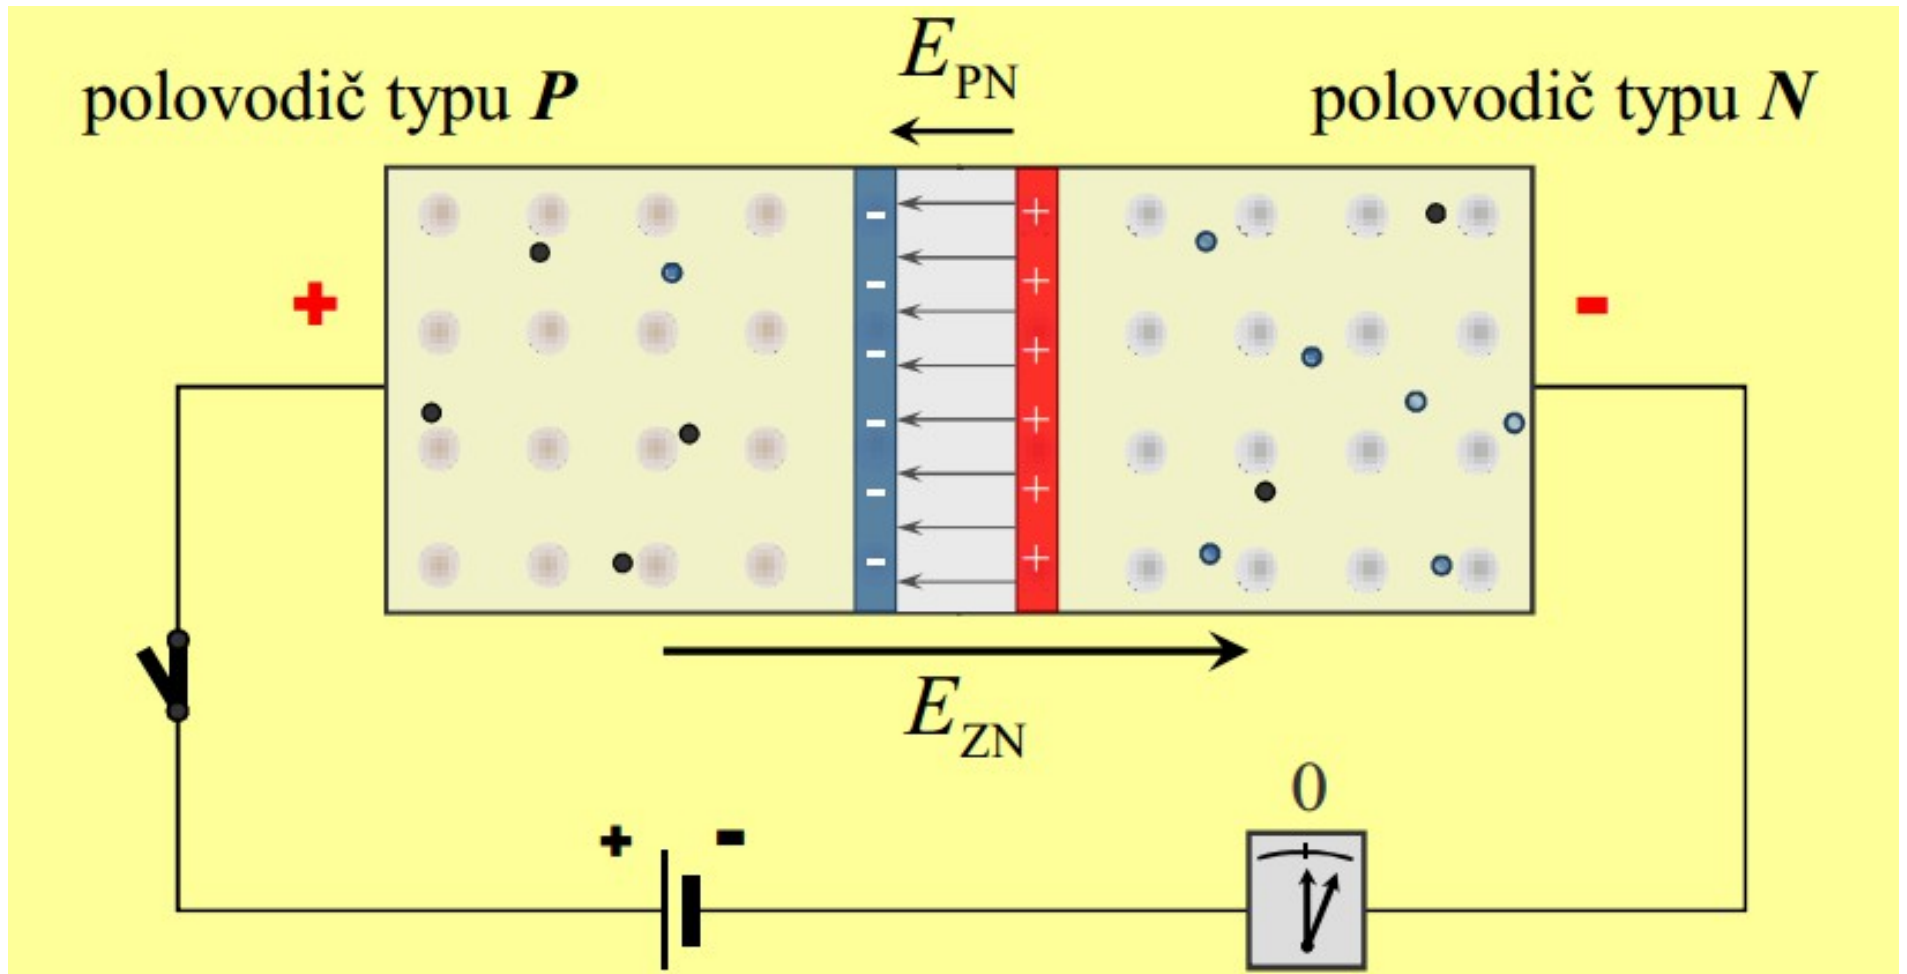 E_PN
polovodič typu P
polovodič typu N
+
-
- - - - - -
+ + + + + +
E_ZN
0
+ -